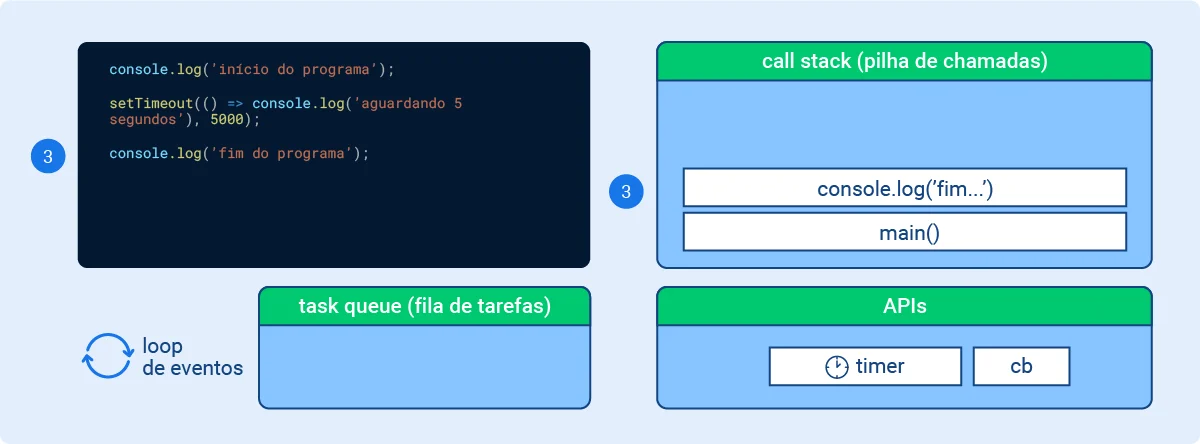 console.log('início do programa');
setTimeout(() => console.log('aguardando 5
segundos'), 5000);
3
console.log('fim do programa');
call stack (pilha de chamadas)
3
console.log(’fim...’)
main()
loop
de eventos
task queue (fila de tarefas)
APIs
timer
cb